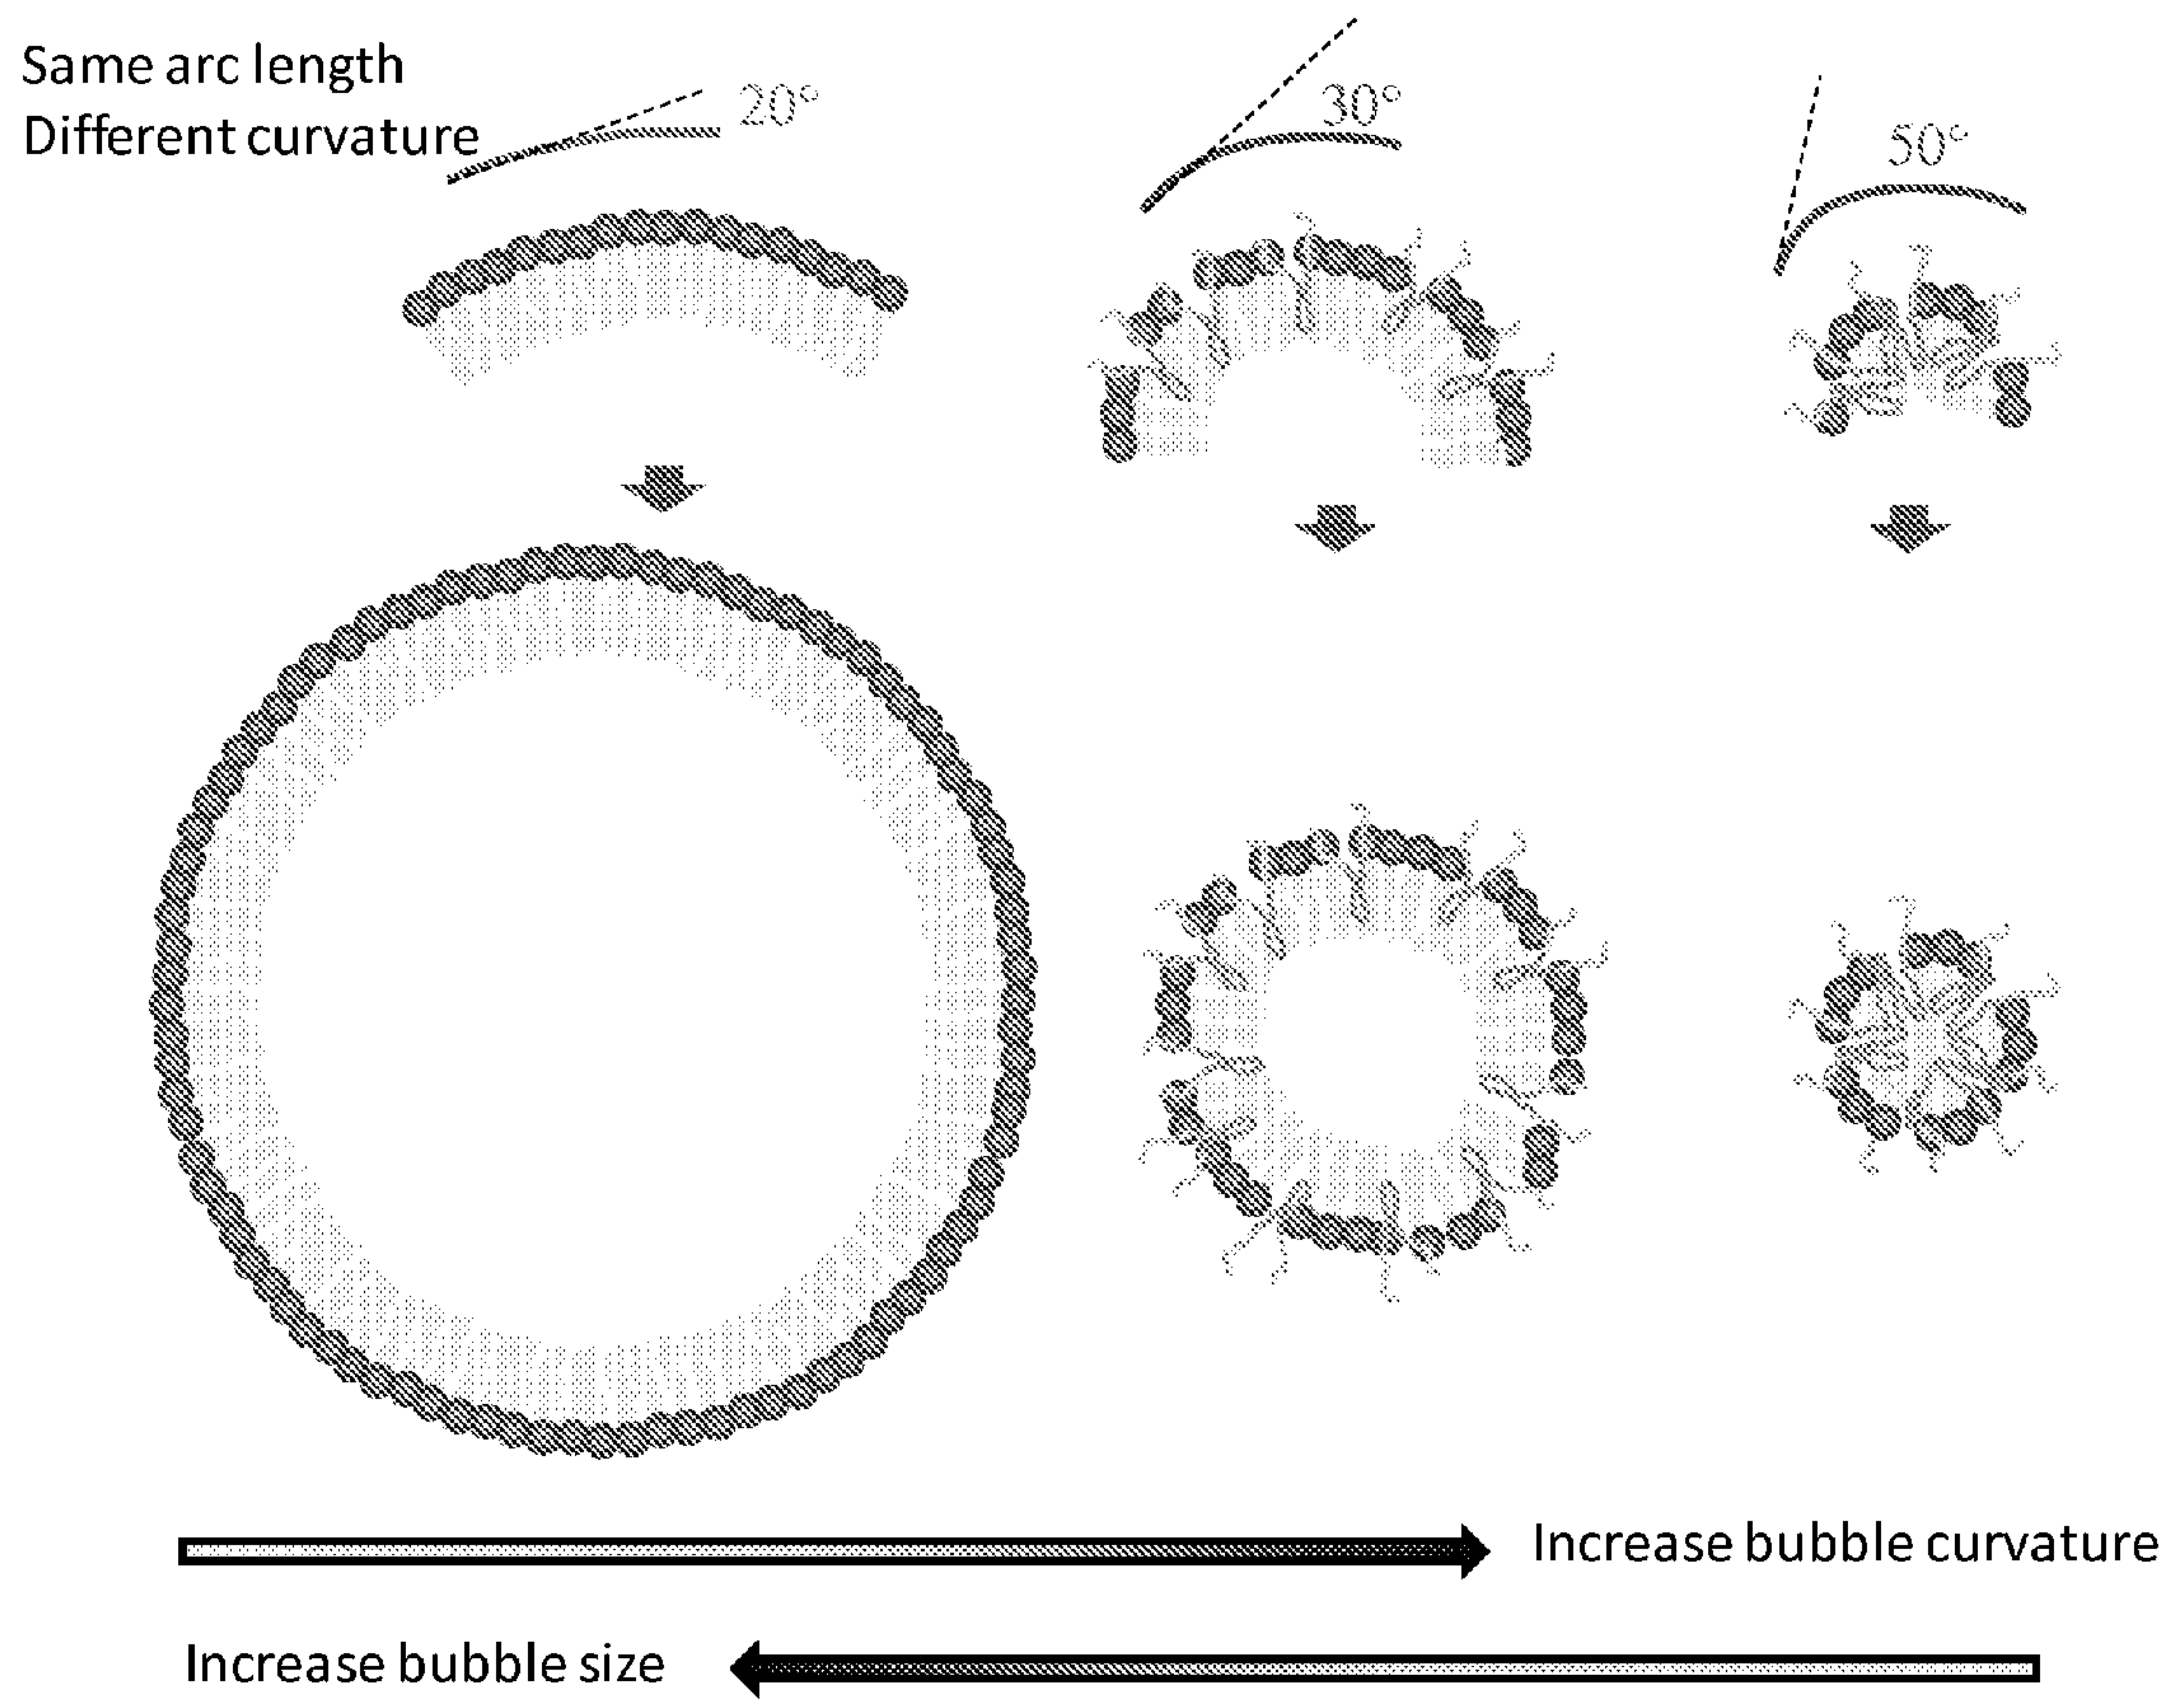 Same arc length
Different curvature
20°
30°
50°
Increase bubble curvature
Increase bubble size